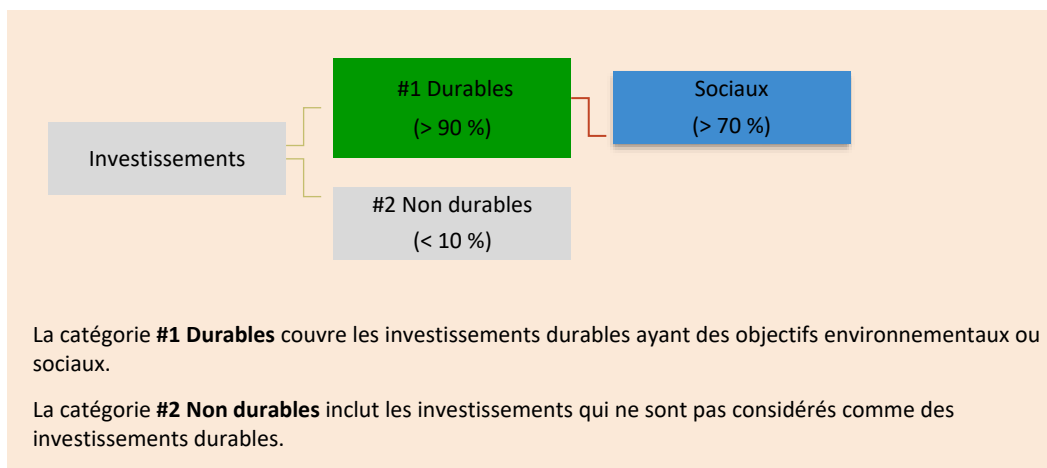 #1 Durables
(> 90 %)
Sociaux
(> 70 %)
Investissements
#2 Non durables
(< 10 %)
La catégorie #1 Durables couvre les investissements durables ayant des objectifs environnementaux ou
sociaux.
La catégorie #2 Non durables inclut les investissements qui ne sont pas considérés comme des
investissements durables.